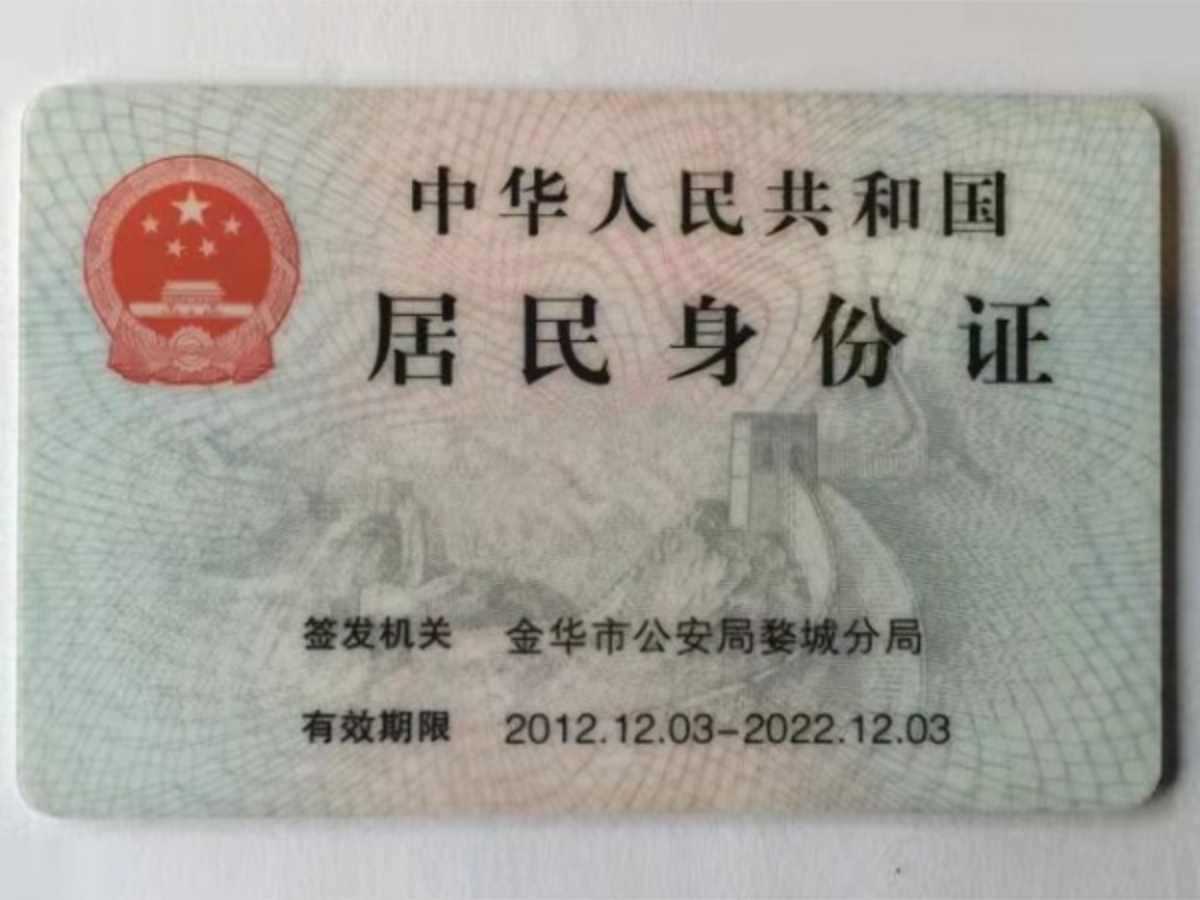 中华人民共和国
居民身份证
签发机关 金华市公安局婺城分局
有效期限 2012.12.03-2022.12.03